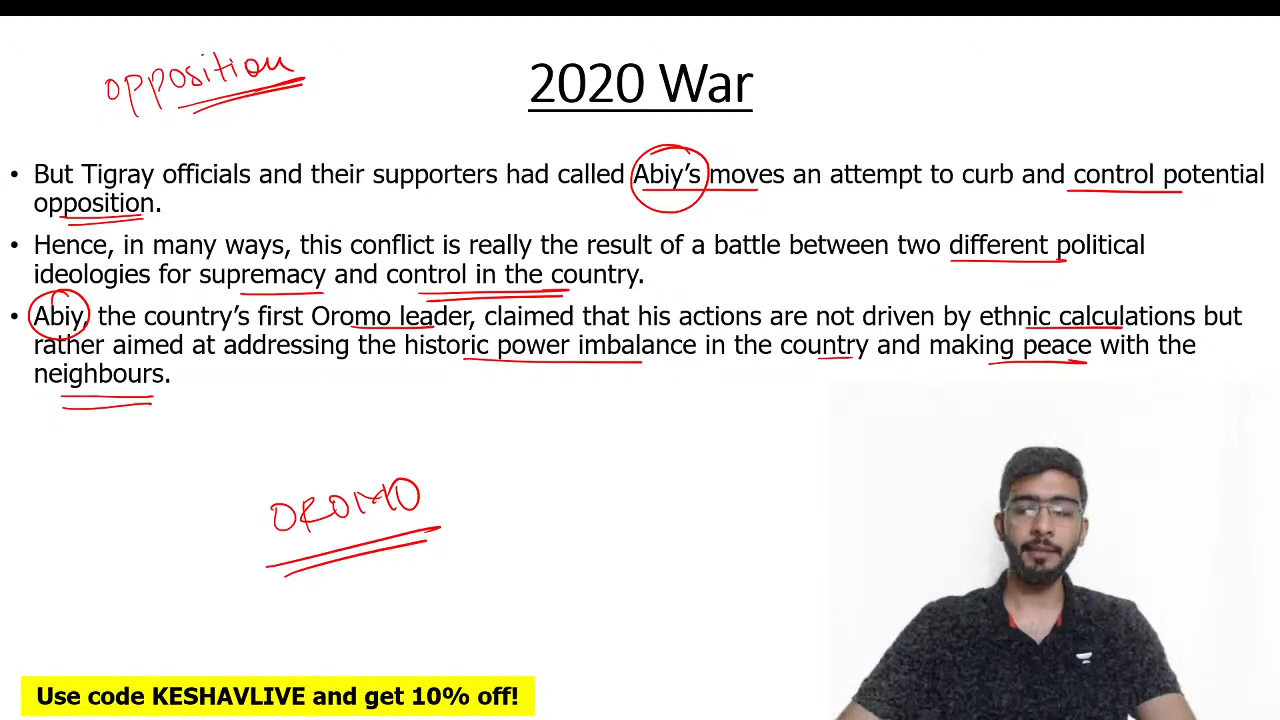 opposition
2020 War
• But Tigray officials and their supporters had called Abiy's moves an attempt to curb and control potential
opposition.
• Hence, in many ways, this conflict is really the result of a battle between two different political
ideologies for supremacy and control in the country.
• Abiy, the country's first Oromo leader, claimed that his actions are not driven by ethnic calculations but
rather aimed at addressing the historic power imbalance in the country and making peace with the
neighbours.
OROMO
Use code KESHAVLIVE and get 10% off!